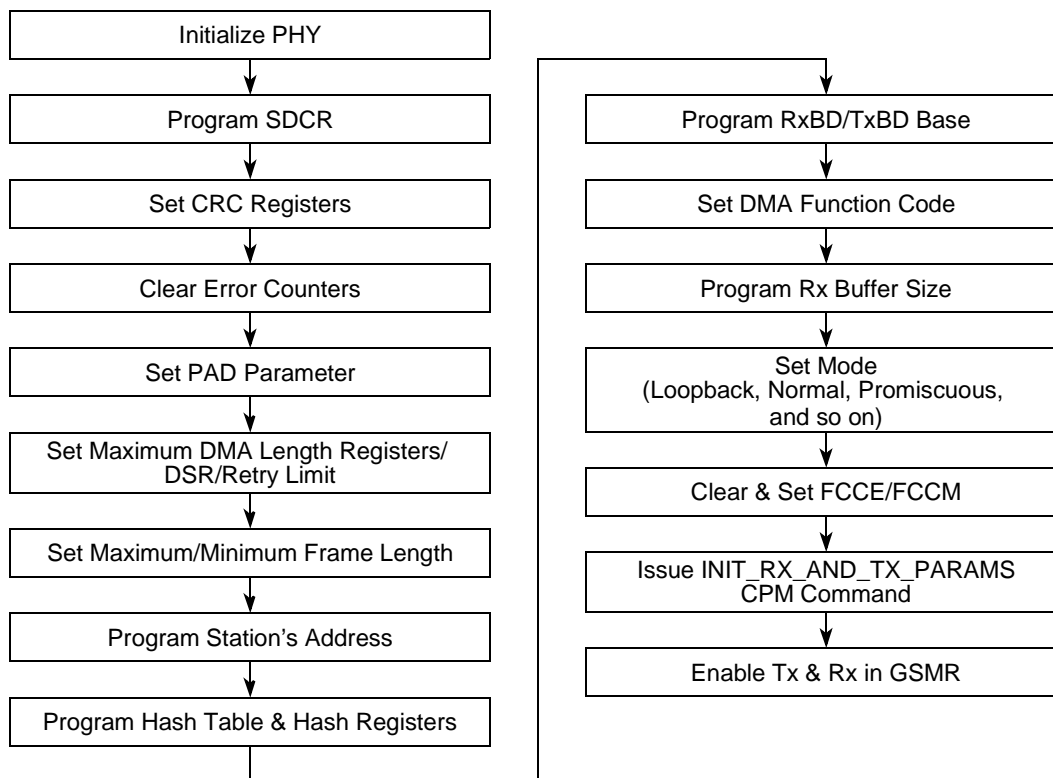 Initialize PHY
Program SDCR
Set CRC Registers
Clear Error Counters
Set PAD Parameter
Set Maximum DMA Length Registers/
DSR/Retry Limit
Set Maximum/Minimum Frame Length
Program Station’s Address
Program Hash Table & Hash Registers
Program RxBD/TxBD Base
Set DMA Function Code
Program Rx Buffer Size
Set Mode
(Loopback, Normal, Promiscuous,
and so on)
Clear & Set FCCE/FCCM
Issue INIT_RX_AND_TX_PARAMS
CPM Command
Enable Tx & Rx in GSMR